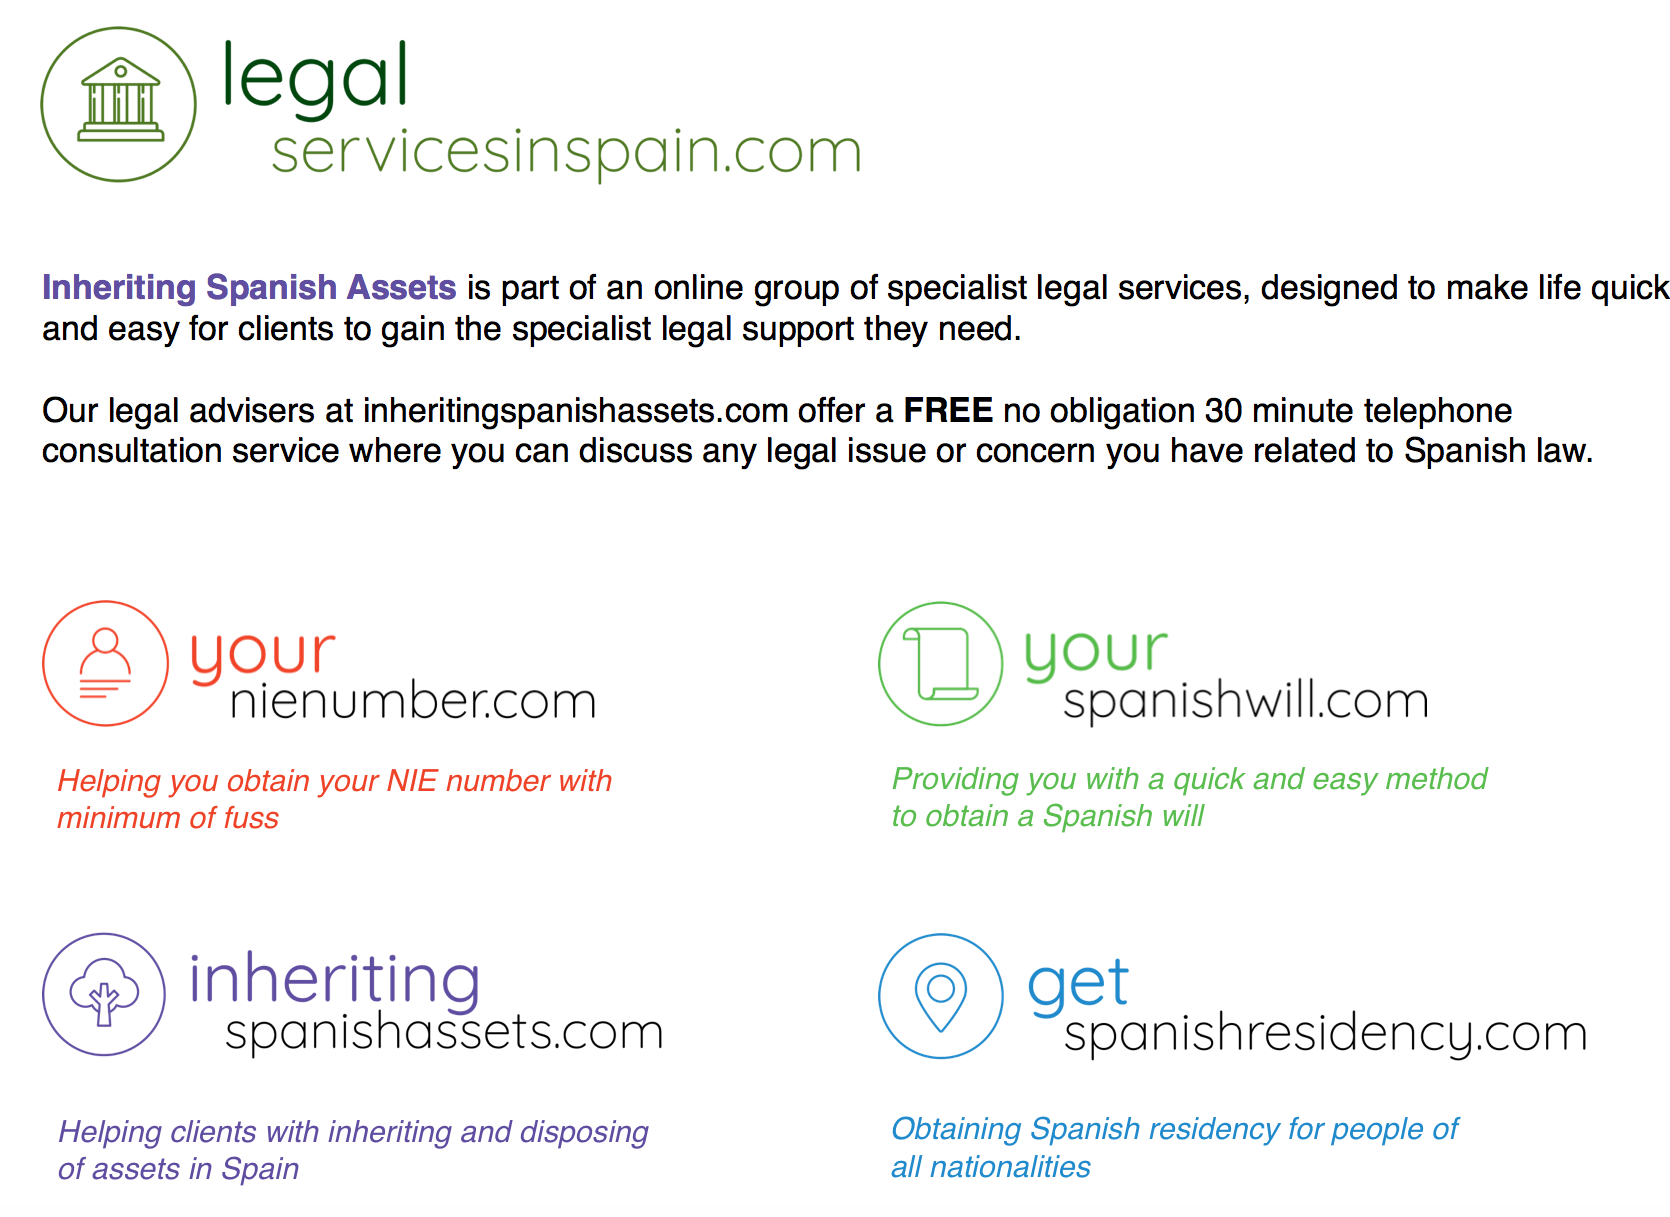 legal
servicesinspain.com
Inheriting Spanish Assets is part of an online group of specialist legal services, designed to make life quick
and easy for clients to gain the specialist legal support they need.
Our legal advisers at inheritingspanishassets.com offer a FREE no obligation 30 minute telephone
consultation service where you can discuss any legal issue or concern you have related to Spanish law.
your
nienumber.com
Helping you obtain your NIE number with
minimum of fuss
your
spanishwill.com
Providing you with a quick and easy method
to obtain a Spanish will
inheriting
spanishassets.com
Helping clients with inheriting and disposing
of assets in Spain
get
spanishresidency.com
Obtaining Spanish residency for people of
all nationalities